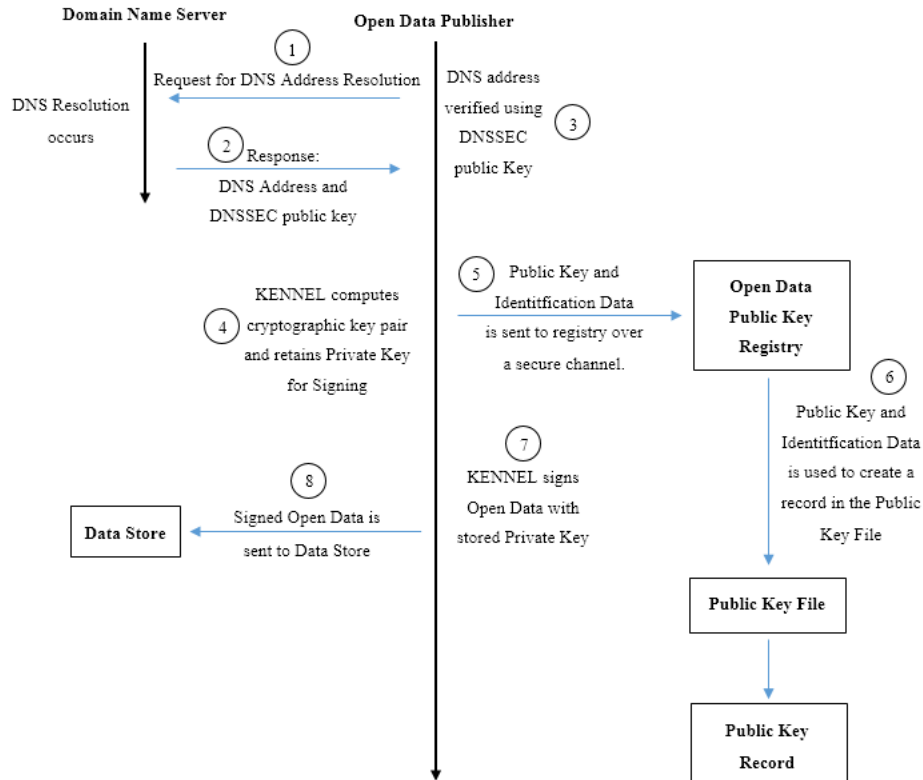 Domain Name Server
Open Data Publisher
1
Request for DNS Address Resolution
DNS Resolution
occurs
DNS address
verified using
DNSSEC
public Key
3
2
Response:
DNS Address and
DNSSEC public key
4
KENNEL computes
cryptographic key pair
and retains Private Key
for Signing
5
Public Key and
Identitfication Data
is sent to registry over
a secure channel.
Open Data
Public Key
Registry
6
Public Key and
Identitfication Data
is used to create a
record in the Public
Key File
7
KENNEL signs
Open Data with
stored Private Key
8
Signed Open Data is
sent to Data Store
Data Store
Public Key File
Public Key
Record